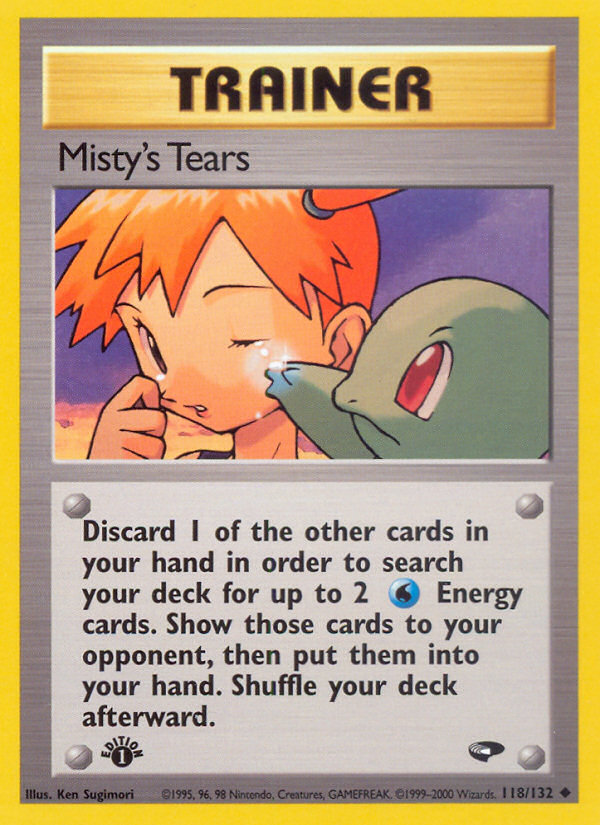 TRAINER
Misty's Tears
Discard 1 of the other cards in
your hand in order to search
your deck for up to 2 Energy
cards. Show those cards to your
opponent, then put them into
your hand. Shuffle your deck
afterward.
EDITION
1
Illus. Ken Sugimori ©1995, 96, 98 Nintendo, Creatures, GAMEFREAK. ©1999–2000 Wizards. 118/132